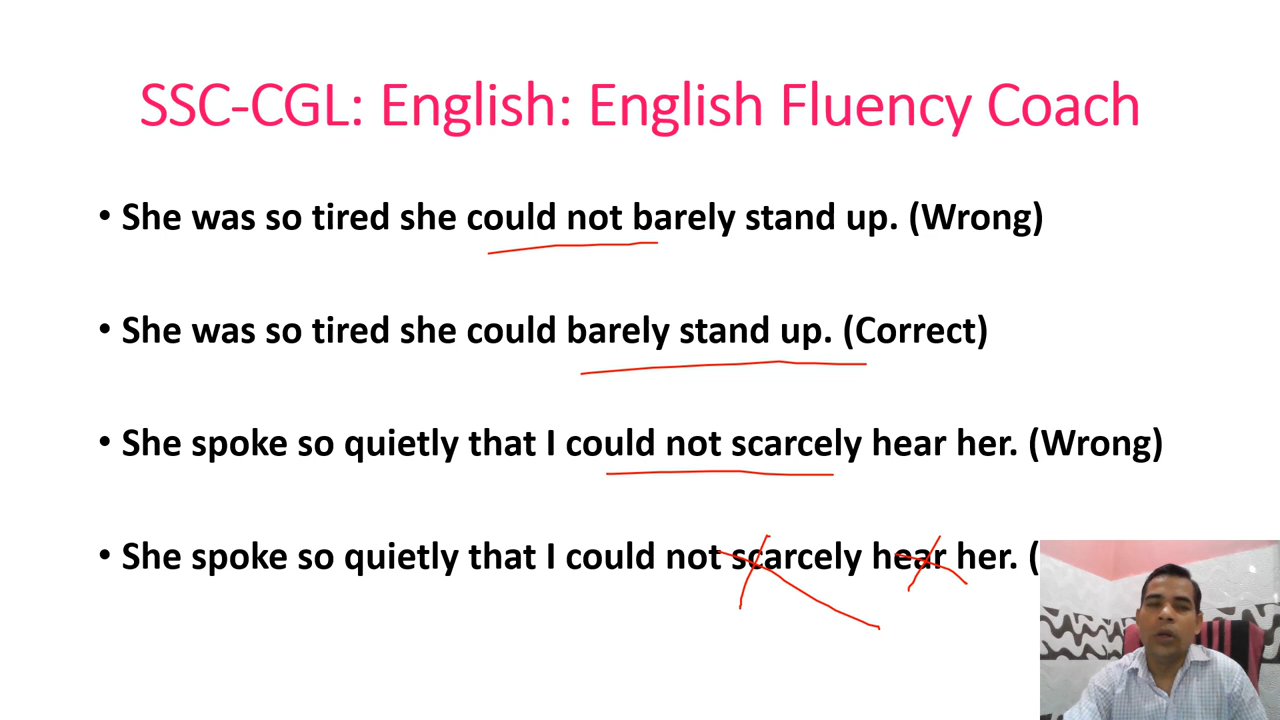 SSC-CGL: English: English Fluency Coach
• She was so tired she could not barely stand up. (Wrong)
• She was so tired she could barely stand up. (Correct)
• She spoke so quietly that I could not scarcely hear her. (Wrong)
• She spoke so quietly that I could not scarcely hear her. (